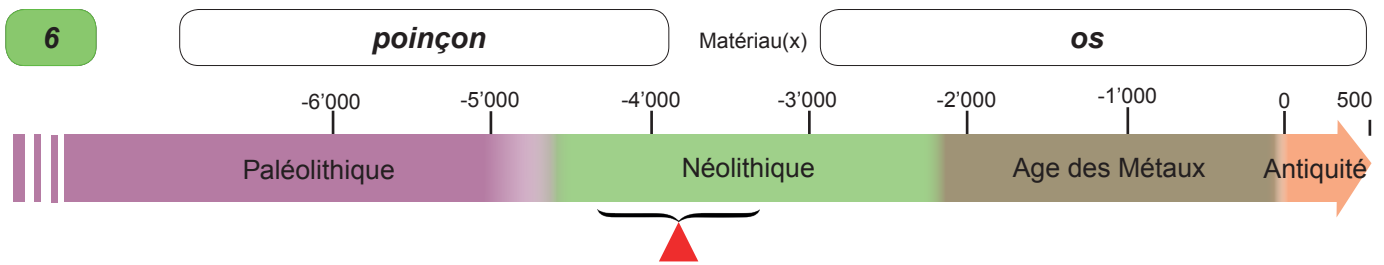 6 poinçon Matériau(x) os
-6’000 -5’000 -4’000 -3’000 -2’000 -1’000 0 500
Paléolithique Néolithique Age des Métaux Antiquité